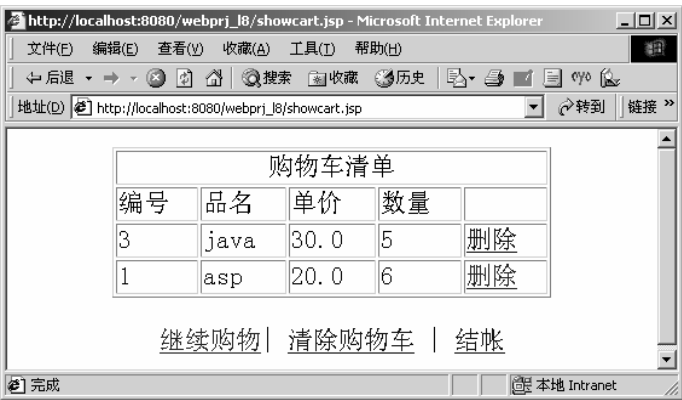 http://localhost:8080/webprj_l8/showcart.jsp - Microsoft Internet Explorer
文件(F) 编辑(E) 查看(V) 收藏(A) 工具(T) 帮助(H)
后退 搜索 收藏 历史
地址(D) http://localhost:8080/webprj_l8/showcart.jsp 转到 链接 »
购物车清单
编号 品名 单价 数量
3 java 30.0 5 删除
1 asp 20.0 6 删除
继续购物| 清除购物车 | 结帐
完成 本地 Intranet